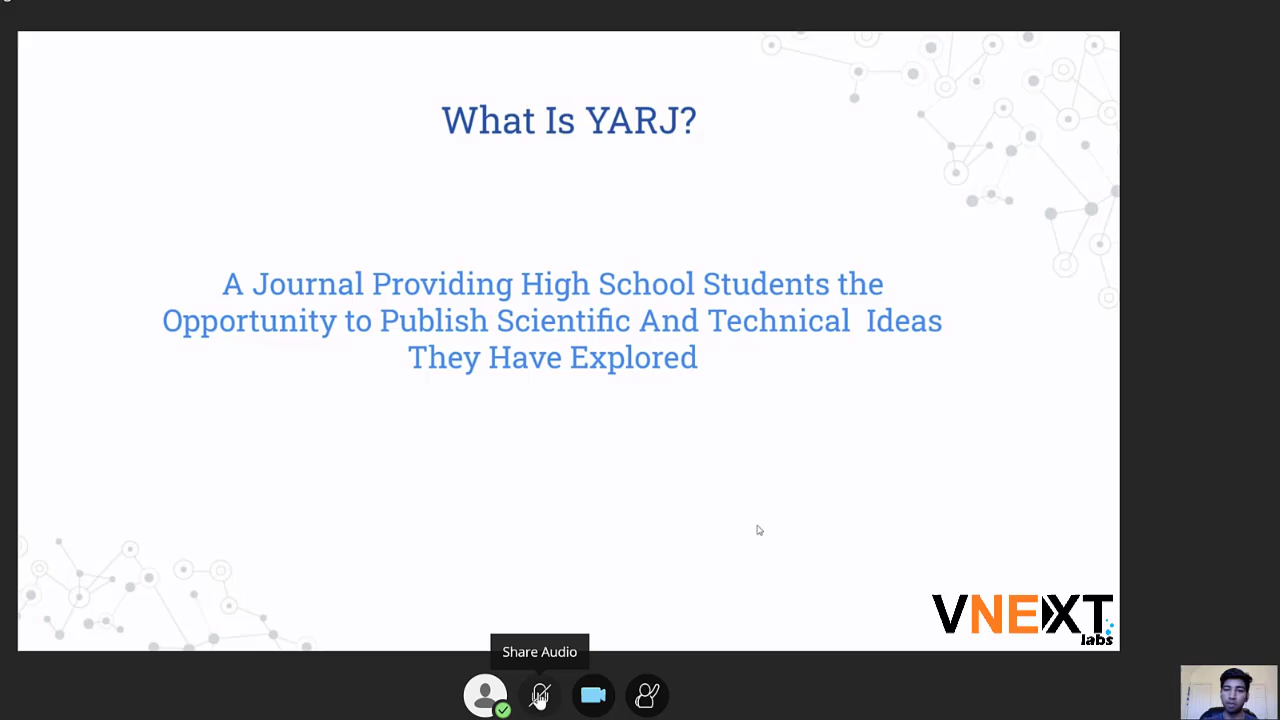 What Is YARJ?
A Journal Providing High School Students the
Opportunity to Publish Scientific And Technical Ideas
They Have Explored
VNEXT
labs
Share Audio